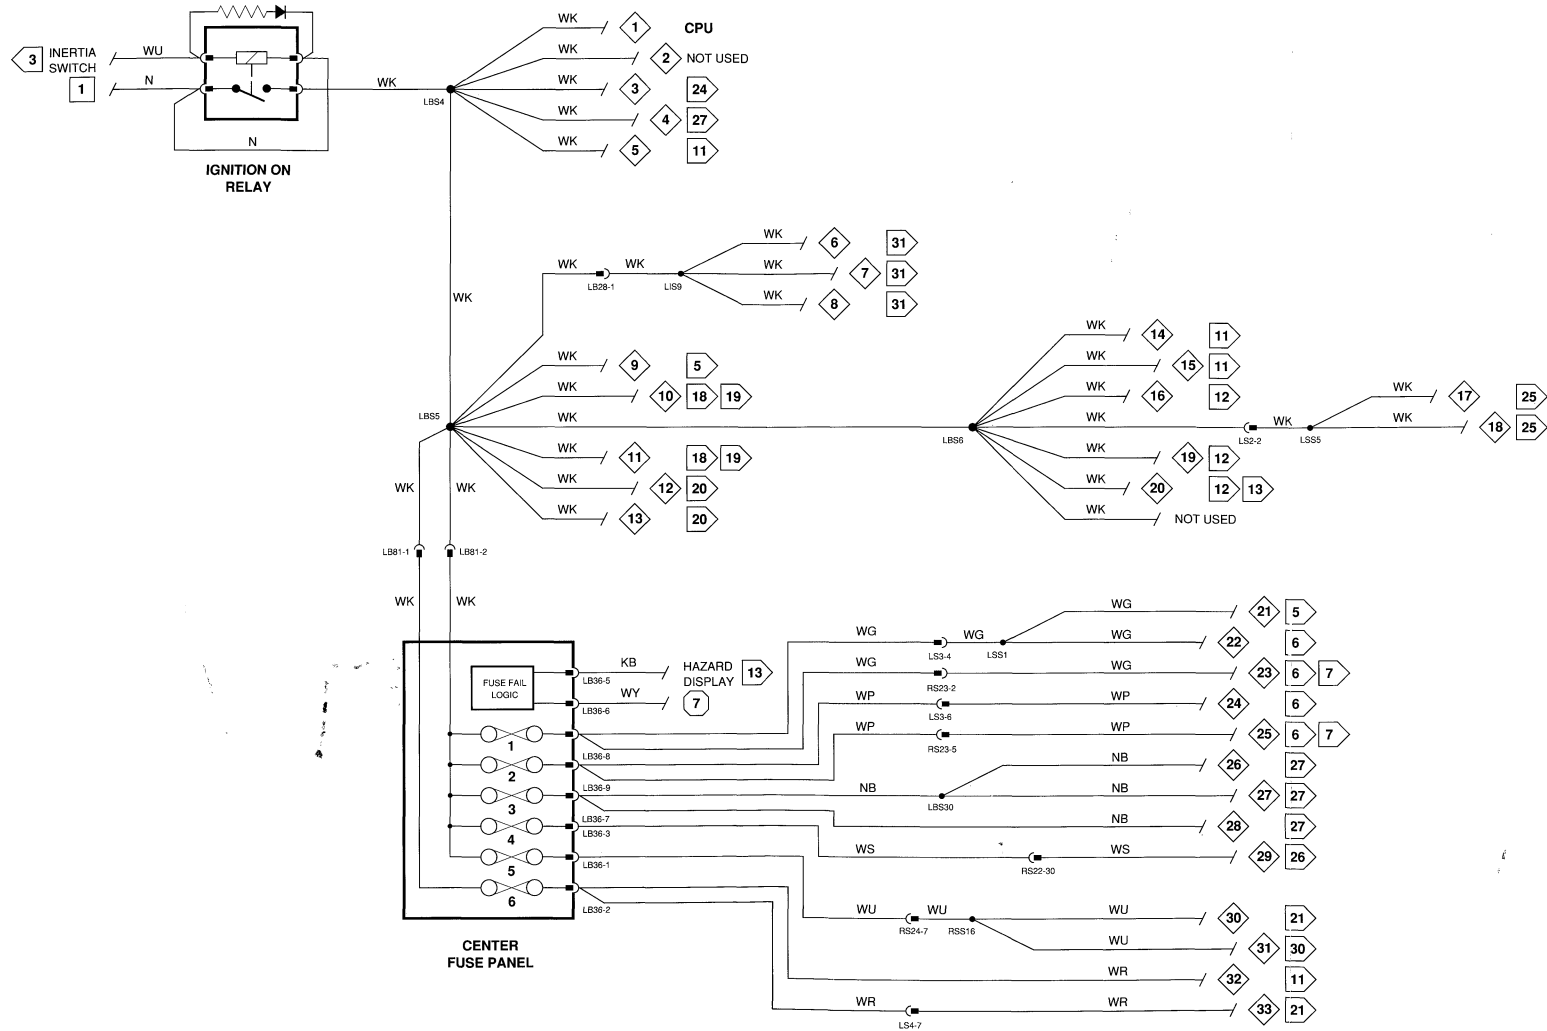 WK 1 CPU
3 INERTIA SWITCH WU
WK 2 NOT USED
1 N
WK
LBS4
WK 3 24
WK 4 27
N
WK 5 11
IGNITION ON
RELAY
WK 6 31
WK LB28-1 WK LIS9 WK 7 31
WK
WK 8 31
WK 14 11
WK 9 5
WK 15 11
WK 10 18 19
WK 16 12
WK 17 25
LBS5 WK LBS6 WK LS2-2 WK LSS5 WK 18 25
WK 11 18 19
WK 19 12
WK WK
WK 12 20
WK 20 12 13
WK 13 20
WK NOT USED
LB81-1 LB81-2
WK WK
WG 21 5
WG LS3-4 WG LSS1 WG 22 6
FUSE FAIL
LOGIC
LB36-5 KB HAZARD
DISPLAY 13
WG RS23-2 WG 23 6 7
LB36-6 WY 7
WP LS3-6 WP 24 6
1 LB36-8
WP RS23-5 WP 25 6 7
2 LB36-9
NB 26 27
3 LB36-7
NB LBS30 NB 27 27
4 LB36-3
NB 28 27
5 LB36-1
WS RS22-30 WS 29 26
6 LB36-2
WU RS24-7 WU RSS16 WU 30 21
WU 31 30
CENTER
FUSE PANEL
WR 32 11
WR LS4-7 WR 33 21